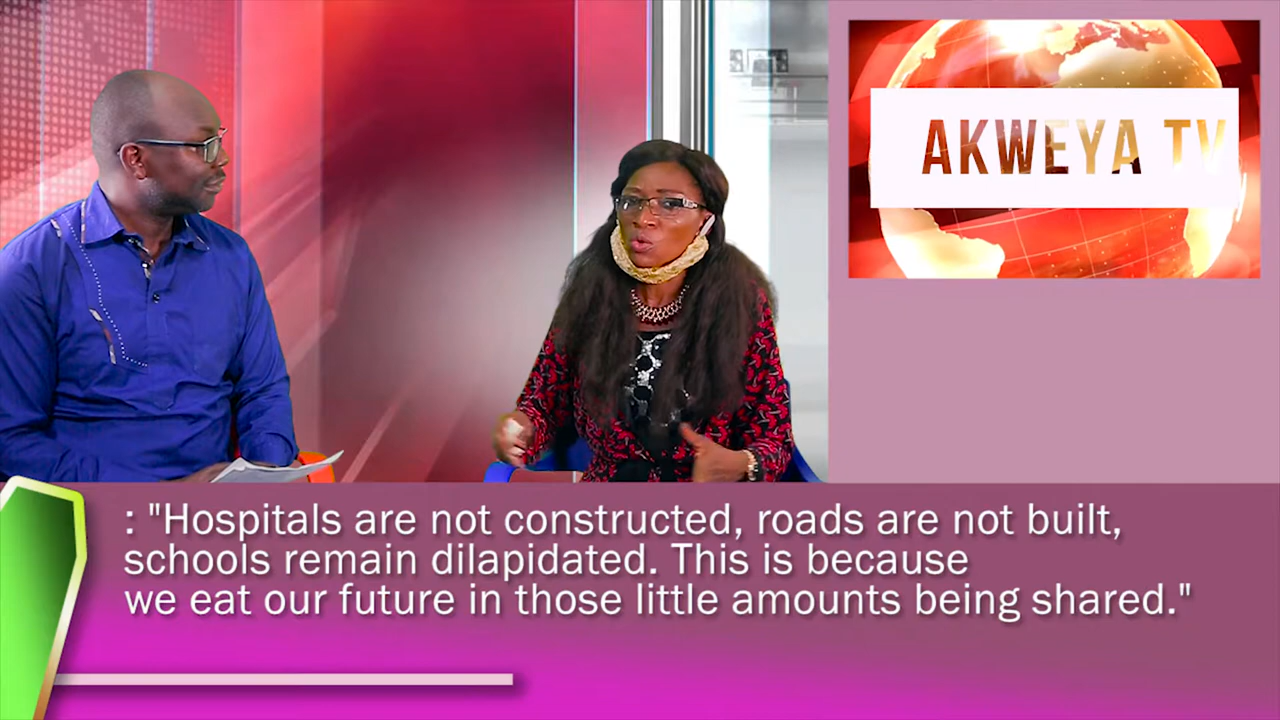 AKWEYA TV
: "Hospitals are not constructed, roads are not built,
schools remain dilapidated. This is because
we eat our future in those little amounts being shared."